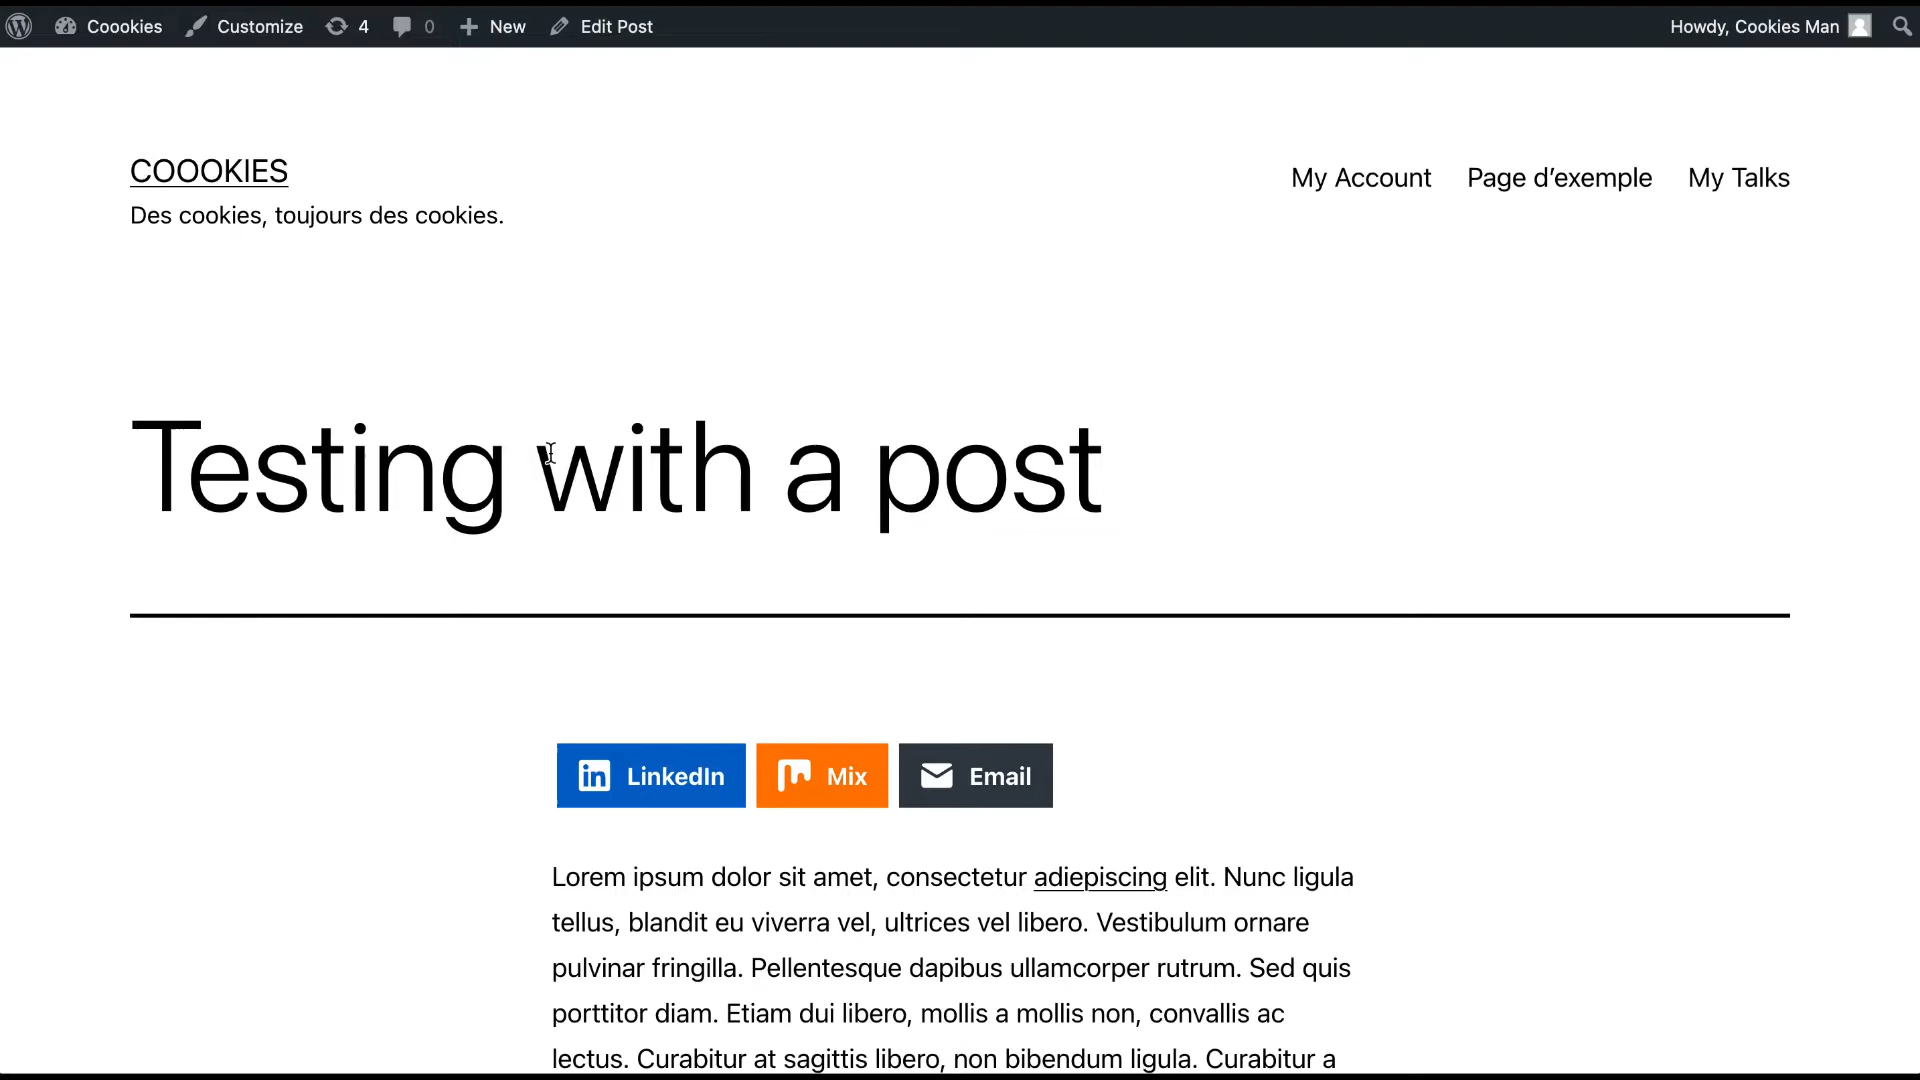 Coookies Customize 4 0 New Edit Post Howdy, Cookies Man
COOOKIES
Des cookies, toujours des cookies.
My Account Page d’exemple My Talks
Testing with a post
LinkedIn Mix Email
Lorem ipsum dolor sit amet, consectetur adiepiscing elit. Nunc ligula
tellus, blandit eu viverra vel, ultrices vel libero. Vestibulum ornare
pulvinar fringilla. Pellentesque dapibus ullamcorper rutrum. Sed quis
porttitor diam. Etiam dui libero, mollis a mollis non, convallis ac
lectus. Curabitur at sagittis libero, non bibendum ligula. Curabitur a